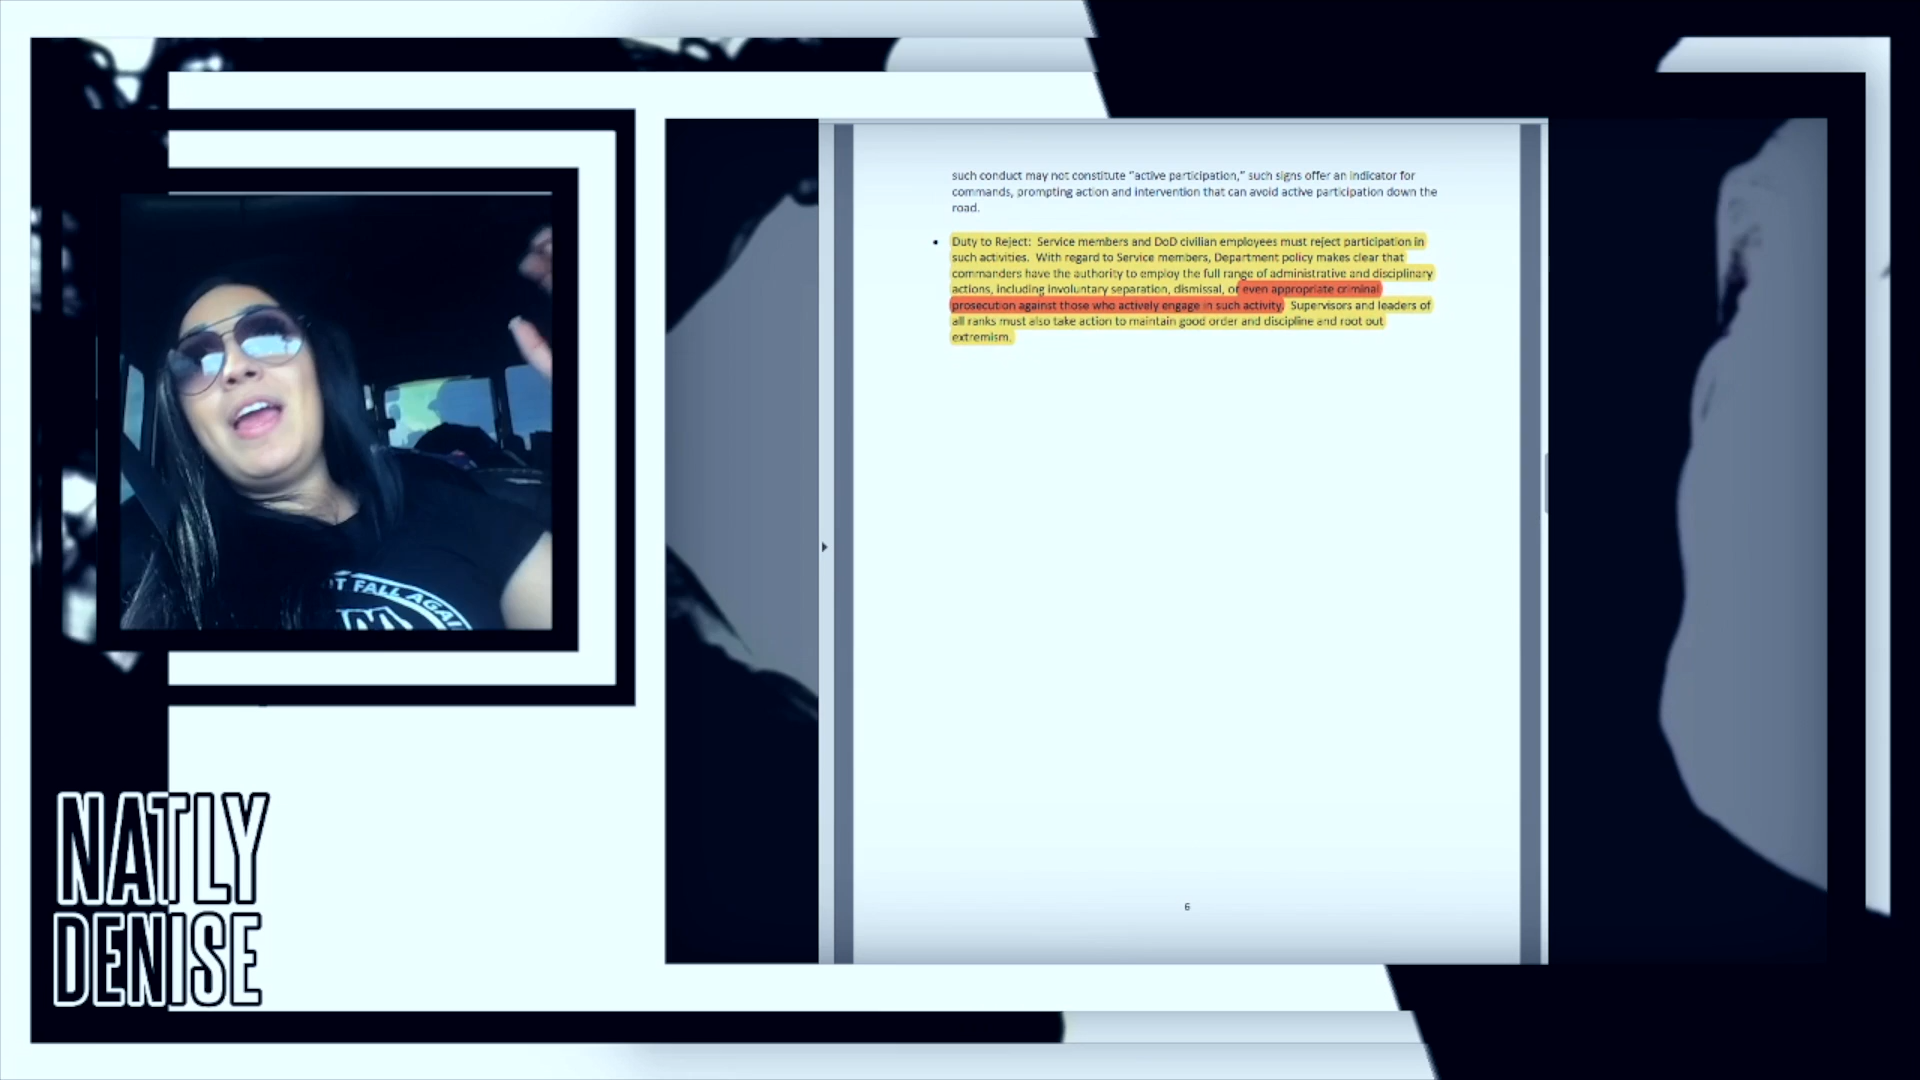 such conduct may not constitute "active participation," such signs offer an indicator for
commands, prompting action and intervention that can avoid active participation down the
road.
• Duty to Reject: Service members and DoD civilian employees must reject participation in
such activities. With regard to Service members, Department policy makes clear that
commanders have the authority to employ the full range of administrative and disciplinary
actions, including involuntary separation, dismissal, or even appropriate criminal
prosecution against those who actively engage in such activity. Supervisors and leaders of
all ranks must also take action to maintain good order and discipline and root out
extremism.
6
T FALL AGAI
M
NATLY
DENISE